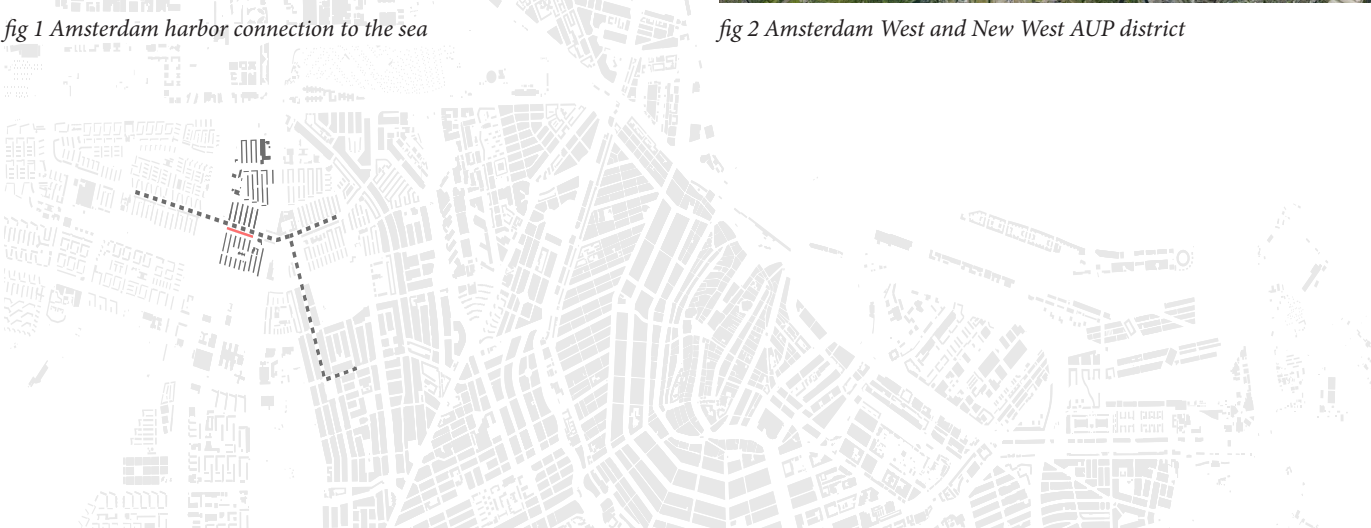 fig 1 Amsterdam harbor connection to the sea
fig 2 Amsterdam West and New West AUP district